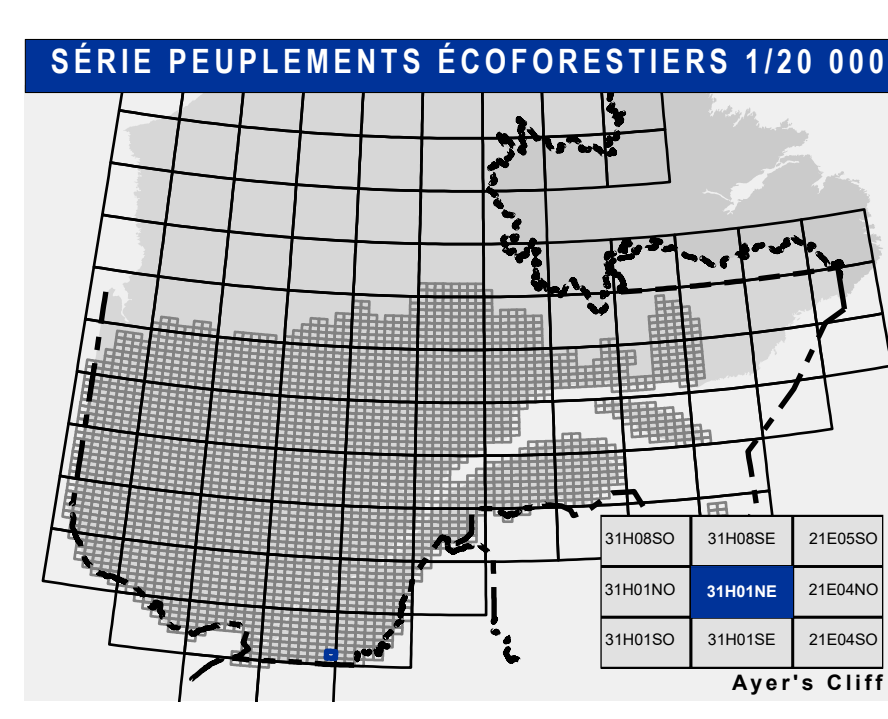 SÉRIE PEUPLEMENTS ÉCOFORESTIERS 1/20 000
31H08SO 31H08SE 21E05SO
31H01NO 31H01NE 21E04NO
31H01SO 31H01SE 21E04SO
Ayer's Cliff